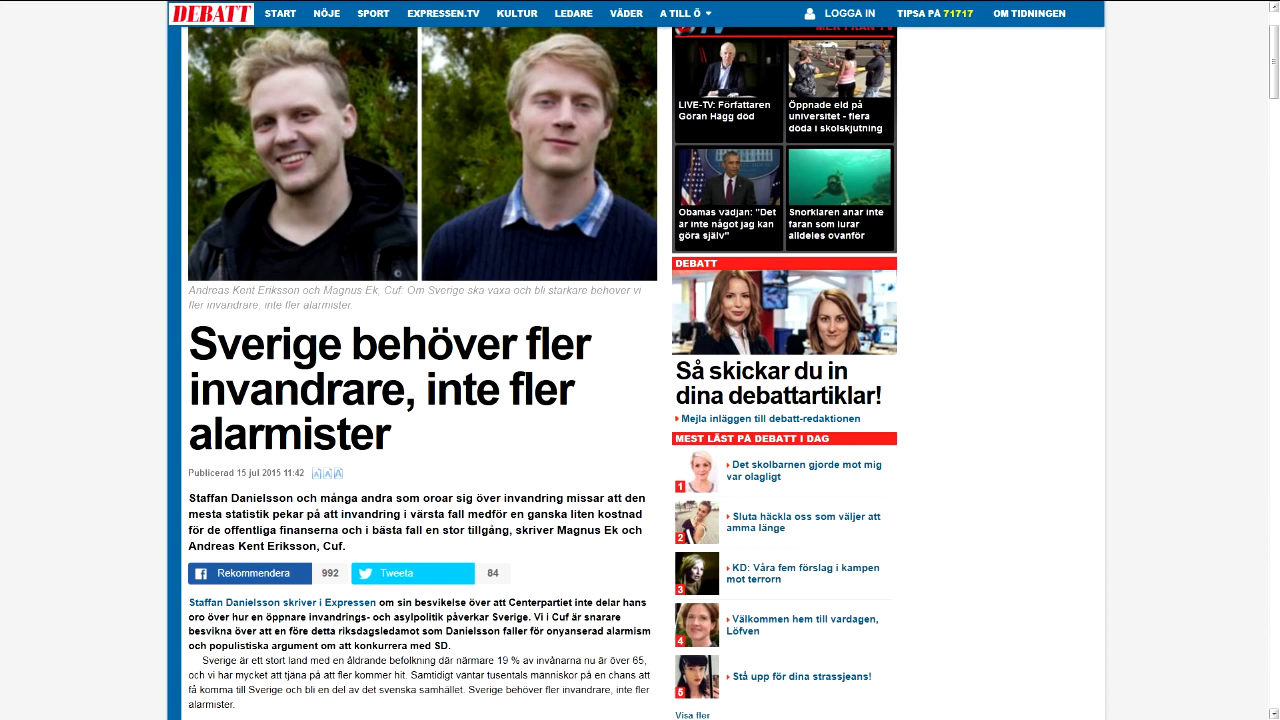 DEBATT START NÖJE SPORT EXPRESSEN.TV KULTUR LEDARE VÄDER A TILL Ö LOGGA IN TIPSA PÅ 71717 OM TIDNINGEN
Andreas Kent Eriksson och Magnus Ek, Cuf: Om Sverige ska växa och bli starkare behöver vi
fler invandrare, inte fler alarmister.
Sverige behöver fler
invandrare, inte fler
alarmister
Publicerad 15 jul 2015 11:42 A A A
Staffan Danielsson och många andra som oroar sig över invandring missar att den
mesta statistik pekar på att invandring i värsta fall medför en ganska liten kostnad
för de offentliga finanserna och i bästa fall en stor tillgång, skriver Magnus Ek och
Andreas Kent Eriksson, Cuf.
Rekommendera 992 Tweeta 84
Staffan Danielsson skriver i Expressen om sin besvikelse över att Centerpartiet inte delar hans
oro över hur en öppnare invandrings- och asylpolitik påverkar Sverige. Vi i Cuf är snarare
besvikna över att en före detta riksdagsledamot som Danielsson faller för onyanserad alarmism
och populistiska argument om att konkurrera med SD.
Sverige är ett stort land med en åldrande befolkning där närmare 19 % av invånarna nu är över 65,
och vi har mycket att tjäna på att fler kommer hit. Samtidigt väntar tusentals människor på en chans att
få komma till Sverige och bli en del av det svenska samhället. Sverige behöver fler invandrare, inte fler
alarmister.
TV MER FRÅN TV
LIVE-TV: Författaren
Göran Hägg död
Öppnade eld på
universitet - flera
döda i skolskjutning
Obamas vädjan: "Det
är inte något jag kan
göra själv"
Snorklaren anar inte
faran som lurar
alldeles ovanför
DEBATT
Så skickar du in
dina debattartiklar!
Mejla inläggen till debatt-redaktionen
MEST LÄST PÅ DEBATT I DAG
1 Det skolbarnen gjorde mot mig
var olagligt
2 Sluta häckla oss som väljer att
amma länge
3 KD: Våra fem förslag i kampen
mot terrorn
4 Välkommen hem till vardagen,
Löfven
5 Stå upp för dina strassjeans!
Visa fler